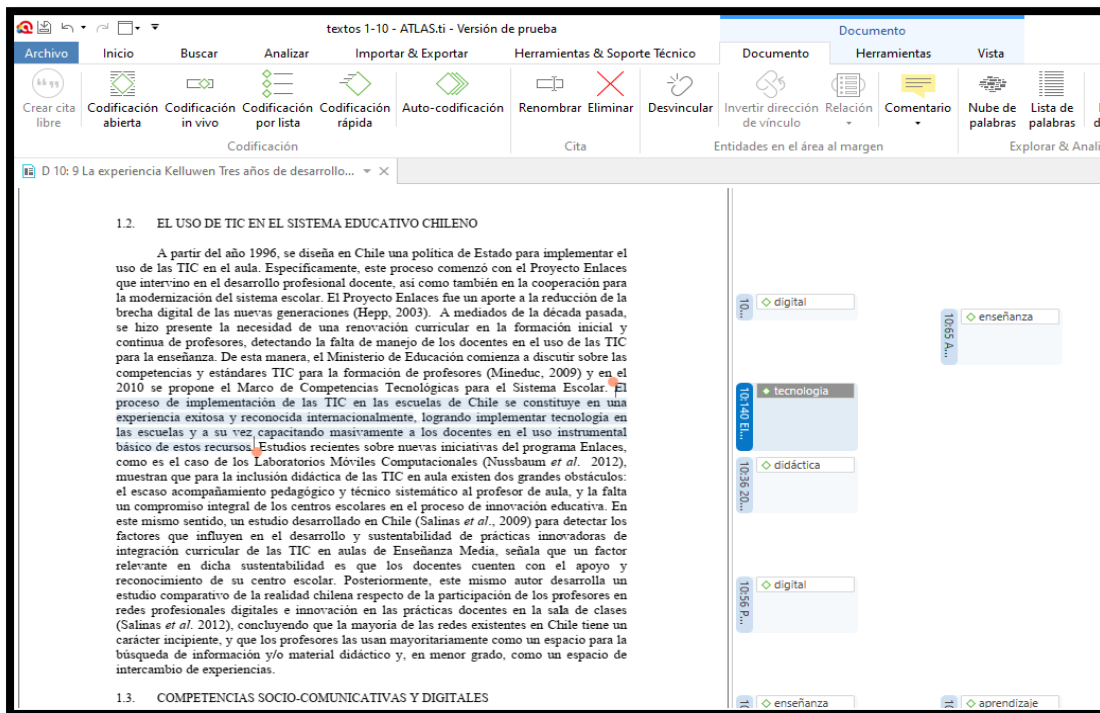 textos 1-10 - ATLAS.ti - Versión de prueba
Documento
Archivo Inicio Buscar Analizar Importar & Exportar Herramientas & Soporte Técnico Documento Herramientas Vista
Crear cita libre
Codificación abierta
Codificación in vivo
Codificación por lista
Codificación rápida
Auto-codificación
Renombrar
Eliminar
Desvincular
Invertir dirección de vínculo
Relación
Comentario
Nube de palabras
Lista de palabras
Codificación Cita Entidades en el área al margen Explorar & Anali
D 10: 9 La experiencia Kelluwen Tres años de desarrollo...
1.2. EL USO DE TIC EN EL SISTEMA EDUCATIVO CHILENO
A partir del año 1996, se diseña en Chile una política de Estado para implementar el
uso de las TIC en el aula. Específicamente, este proceso comenzó con el Proyecto Enlaces
que intervino en el desarrollo profesional docente, así como también en la cooperación para
la modernización del sistema escolar. El Proyecto Enlaces fue un aporte a la reducción de la
brecha digital de las nuevas generaciones (Hepp, 2003). A mediados de la década pasada,
se hizo presente la necesidad de una renovación curricular en la formación inicial y
continua de profesores, detectando la falta de manejo de los docentes en el uso de las TIC
para la enseñanza. De esta manera, el Ministerio de Educación comienza a discutir sobre las
competencias y estándares TIC para la formación de profesores (Mineduc, 2009) y en el
2010 se propone el Marco de Competencias Tecnológicas para el Sistema Escolar. El
proceso de implementación de las TIC en las escuelas de Chile se constituye en una
experiencia exitosa y reconocida internacionalmente, logrando implementar tecnología en
las escuelas y a su vez capacitando masivamente a los docentes en el uso instrumental
básico de estos recursos. Estudios recientes sobre nuevas iniciativas del programa Enlaces,
como es el caso de los Laboratorios Móviles Computacionales (Nussbaum et al. 2012),
muestran que para la inclusión didáctica de las TIC en aula existen dos grandes obstáculos:
el escaso acompañamiento pedagógico y técnico sistemático al profesor de aula, y la falta
un compromiso integral de los centros escolares en el proceso de innovación educativa. En
este mismo sentido, un estudio desarrollado en Chile (Salinas et al., 2009) para detectar los
factores que influyen en el desarrollo y sustentabilidad de prácticas innovadoras de
integración curricular de las TIC en aulas de Enseñanza Media, señala que un factor
relevante en dicha sustentabilidad es que los docentes cuenten con el apoyo y
reconocimiento de su centro escolar. Posteriormente, este mismo autor desarrolla un
estudio comparativo de la realidad chilena respecto de la participación de los profesores en
redes profesionales digitales e innovación en las prácticas docentes en la sala de clases
(Salinas et al. 2012), concluyendo que la mayoría de las redes existentes en Chile tiene un
carácter incipiente, y que los profesores las usan mayoritariamente como un espacio para la
búsqueda de información y/o material didáctico y, en menor grado, como un espacio de
intercambio de experiencias.
1.3. COMPETENCIAS SOCIO-COMUNICATIVAS Y DIGITALES
10... digital
10:65 A... enseñanza
10:140 El... tecnologia
10:36 20... didáctica
10:56 P... digital
enseñanza
aprendizaje